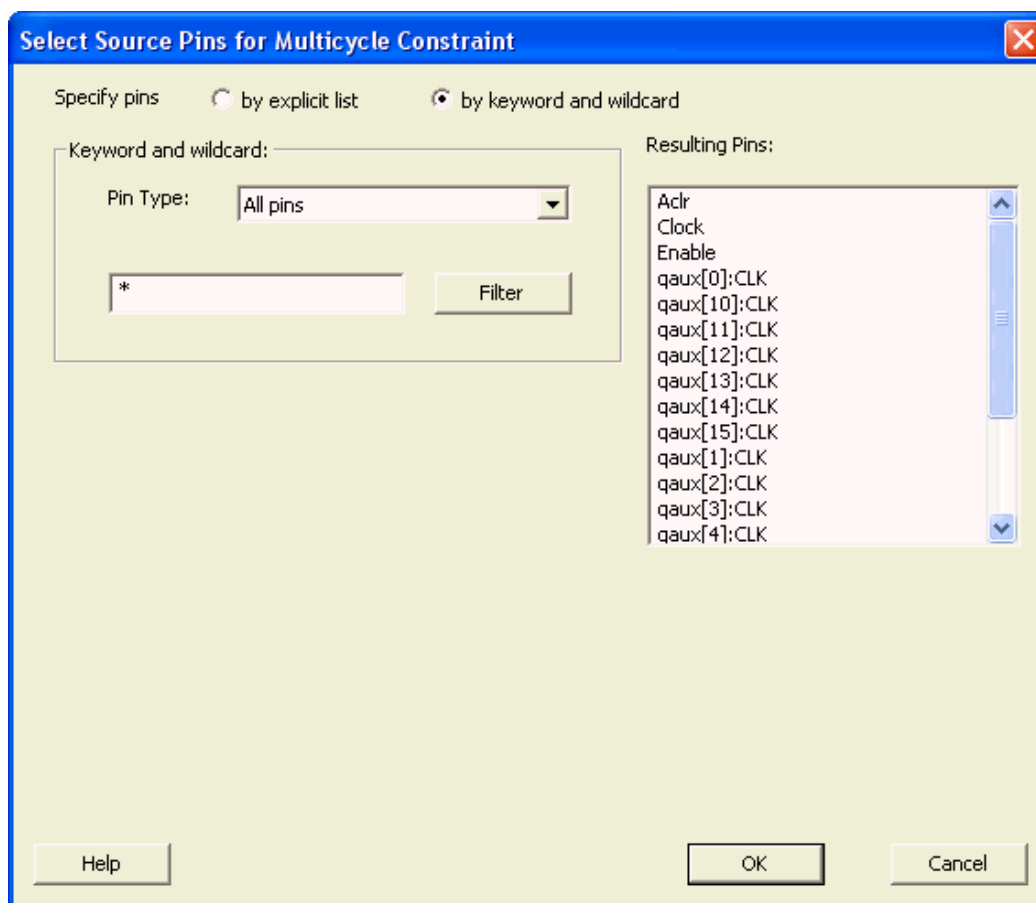 Select Source Pins for Multicycle Constraint
Specify pins by explicit list by keyword and wildcard
Keyword and wildcard:
Resulting Pins:
Pin Type: All pins
* Filter
Aclr
Clock
Enable
qaux[0]:CLK
qaux[10]:CLK
qaux[11]:CLK
qaux[12]:CLK
qaux[13]:CLK
qaux[14]:CLK
qaux[15]:CLK
qaux[1]:CLK
qaux[2]:CLK
qaux[3]:CLK
qaux[4]:CLK
Help OK Cancel